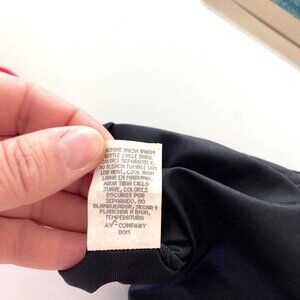 MACHINE WASH WARM
GENTLE CYCLE DARK
COLORS SEPARATELY,
NO BLEACH TUMBLE DRY
LOW HEAT, COOL IRON
LAVAR EN MAQUINA,
AGUA TIBIA CICLO
SUAVE, COLORES
OSCUROS POR
SEPARADO, NO
BLANQUEADOR, SECAR Y
PLANCHAR A BAJA,
TEMPERATURA
COMPANY
DOM